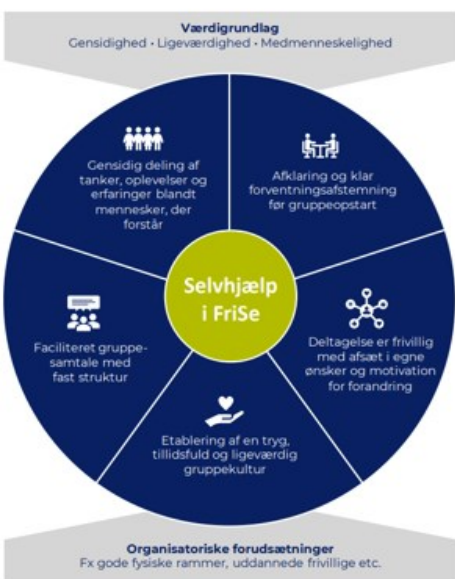 Værdigrundlag
Gensidighed • Ligeværdighed • Medmenneskelighed
Gensidig deling af
tanker, oplevelser og
erfaringer blandt
mennesker, der
forstår
Afklaring og klar
forventningsafstemning
før gruppeopstart
Selvhjælp
i FriSe
Faciliteret gruppe-
samtale med
fast struktur
Deltagelse er frivillig
med afsæt i egne
ønsker og motivation
for forandring
Etablering af en tryg,
tillidsfuld og ligeværdig
gruppekultur
Organisatoriske forudsætninger
Fx gode fysiske rammer, uddannede frivillige etc.